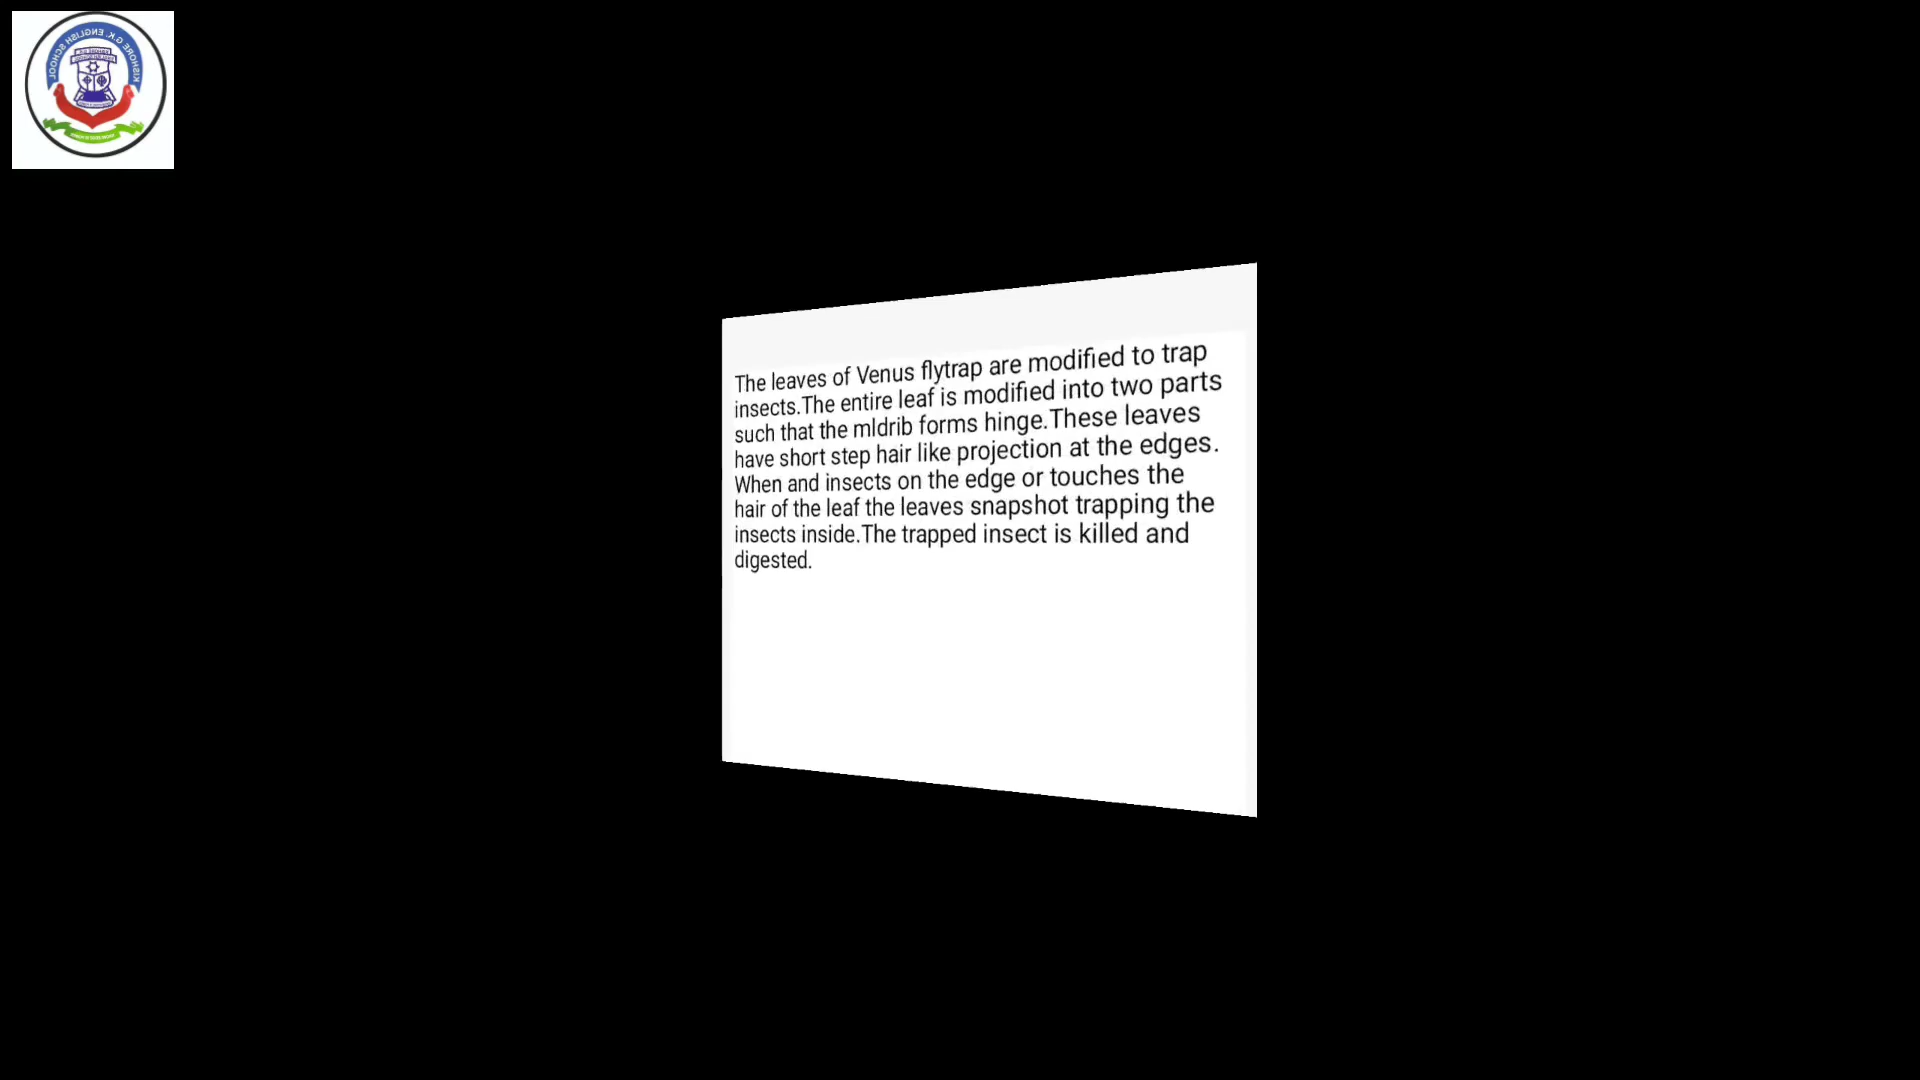 KISHORE G.K. ENGLISH SCHOOL
The leaves of Venus flytrap are modified to trap
insects.The entire leaf is modified into two parts
such that the mldrib forms hinge.These leaves
have short step hair like projection at the edges.
When and insects on the edge or touches the
hair of the leaf the leaves snapshot trapping the
insects inside.The trapped insect is killed and
digested.